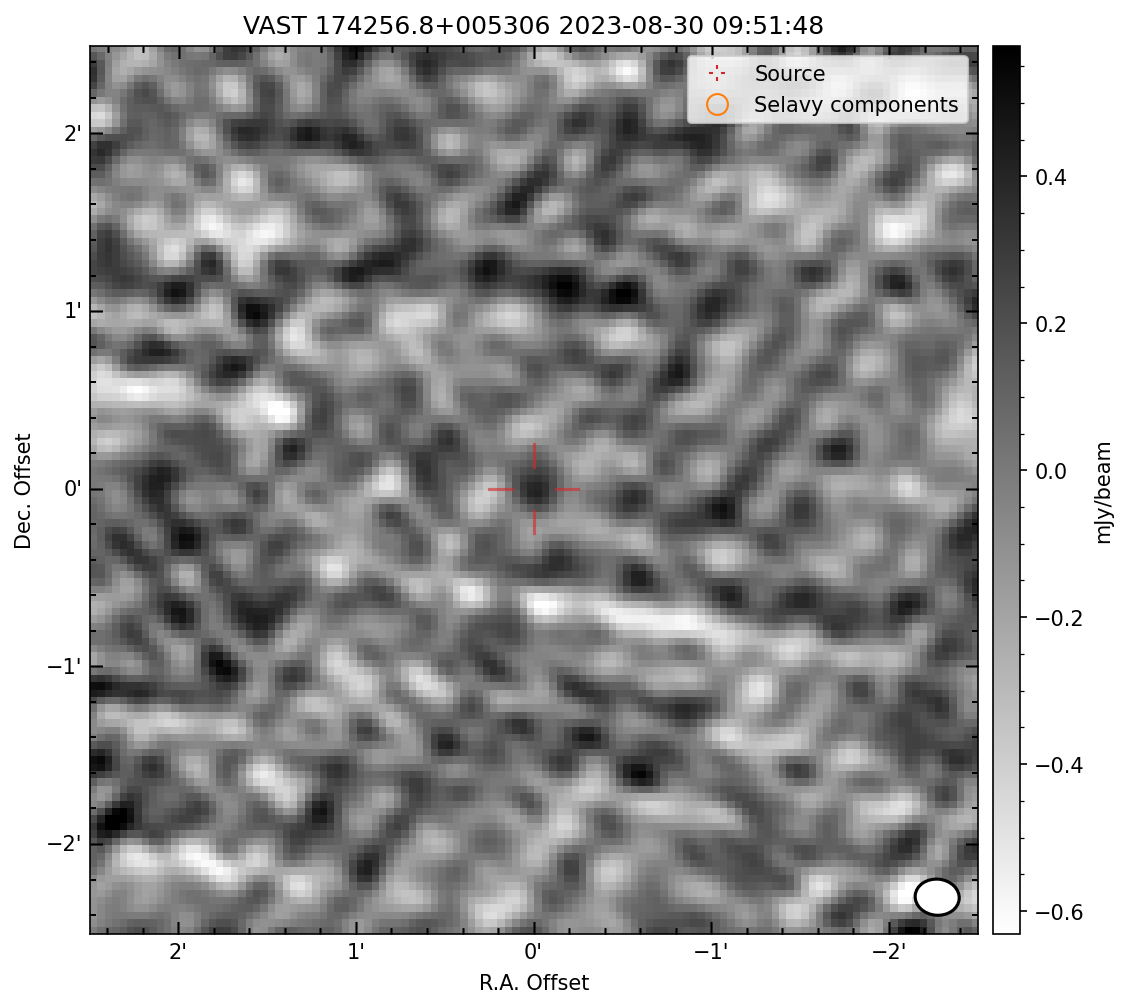 VAST 174256.8+005306 2023-08-30 09:51:48
Source
Selavy components
2'
1'
0'
−1'
−2'
Dec. Offset
2'
1'
0'
−1'
−2'
R.A. Offset
0.4
0.2
0.0
−0.2
−0.4
−0.6
mJy/beam